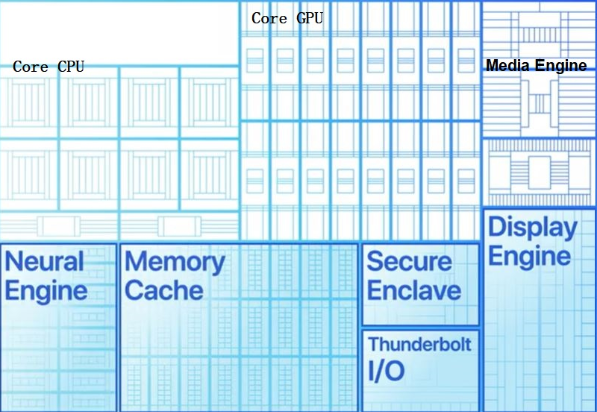 Core GPU
Core CPU
Media Engine
Neural
Engine
Memory
Cache
Secure
Enclave
Thunderbolt
I/O
Display
Engine